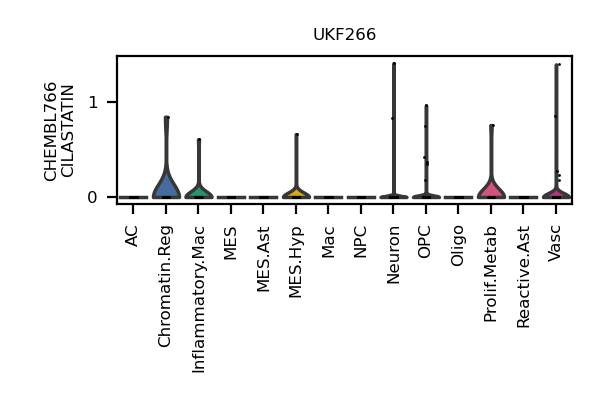 UKF266
CHEMBL766
CILASTATIN
1
0
AC
Chromatin.Reg
Inflammatory.Mac
MES
MES.Ast
MES.Hyp
Mac
NPC
Neuron
OPC
Oligo
Prolif.Metab
Reactive.Ast
Vasc